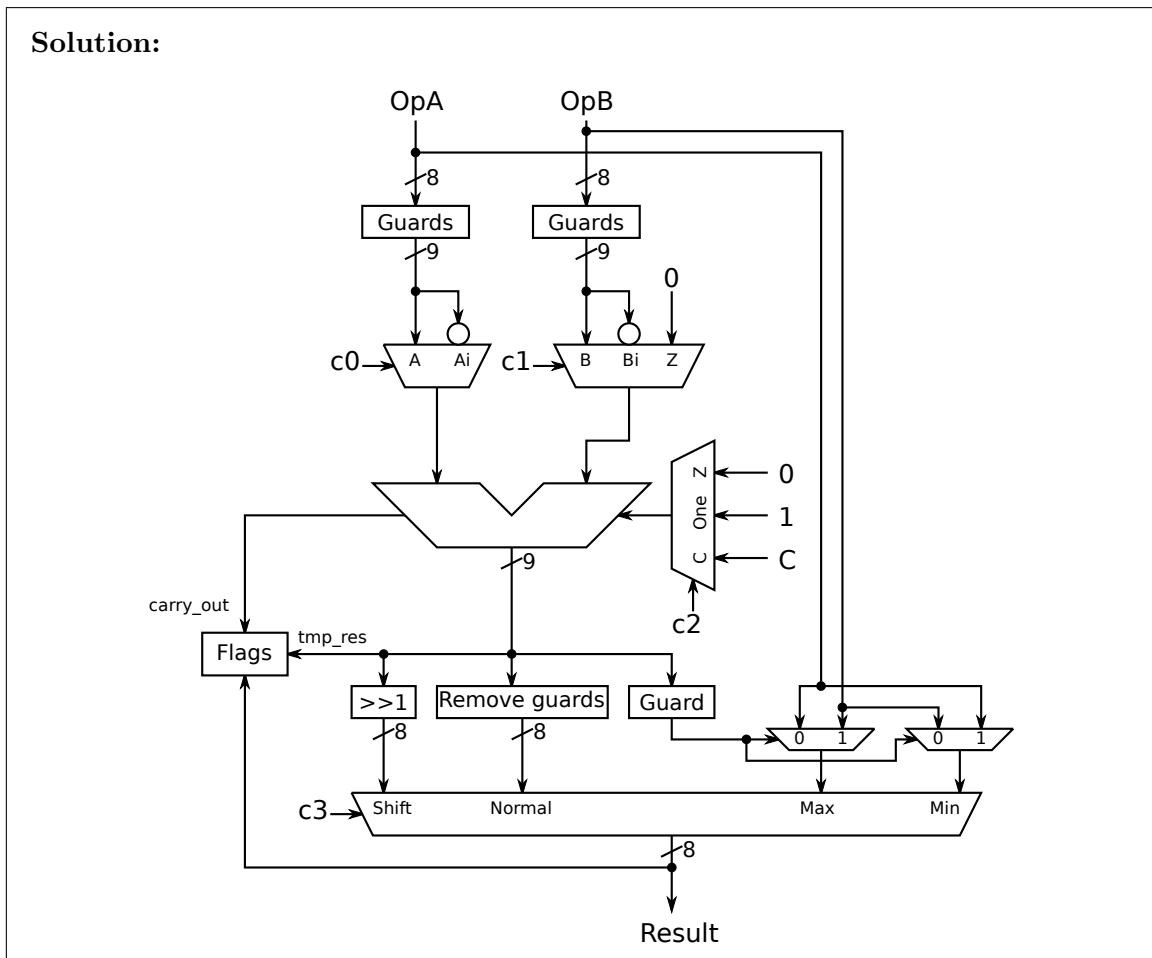 Solution:
OpA OpB
8 8
Guards Guards
9 9
0
c0 A Ai c1 B Bi Z
Z 0
One 1
C C
9
c2
carry_out
tmp_res
Flags
>>1 Remove guards Guard
8 8 0 1 0 1
c3 Shift Normal Max Min
8
Result